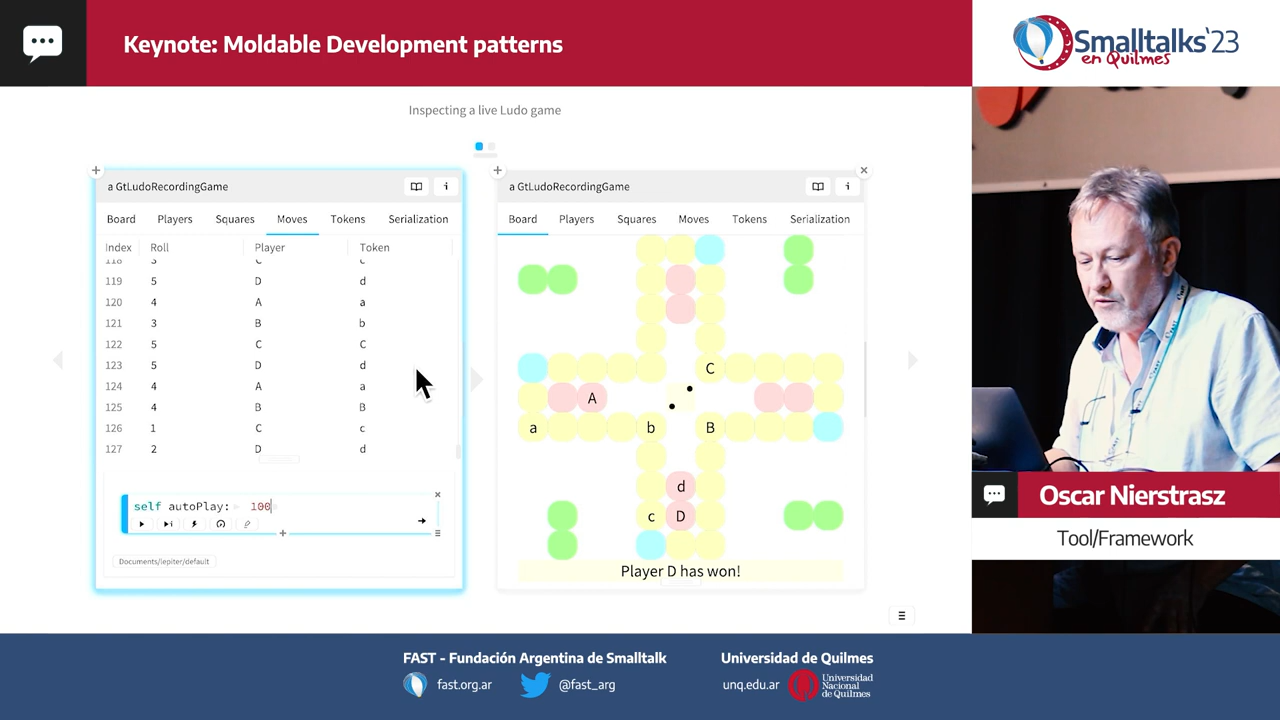 Keynote: Moldable Development patterns
Smalltalks'23
en Quilmes
Inspecting a live Ludo game
a GtLudoRecordingGame
Board Players Squares Moves Tokens Serialization
Index Roll Player Token
118 3 C c
119 5 D d
120 4 A a
121 3 B b
122 5 C C
123 5 D d
124 4 A a
125 4 B B
126 1 C c
127 2 D d
self autoPlay: 100
Documents/lepiter/default
a GtLudoRecordingGame
Board Players Squares Moves Tokens Serialization
C
A
a b B
d
c D
Player D has won!
Oscar Nierstrasz
Tool/Framework
FAST - Fundación Argentina de Smalltalk
fast.org.ar @fast_arg
Universidad de Quilmes
unq.edu.ar
Universidad
Nacional
de Quilmes